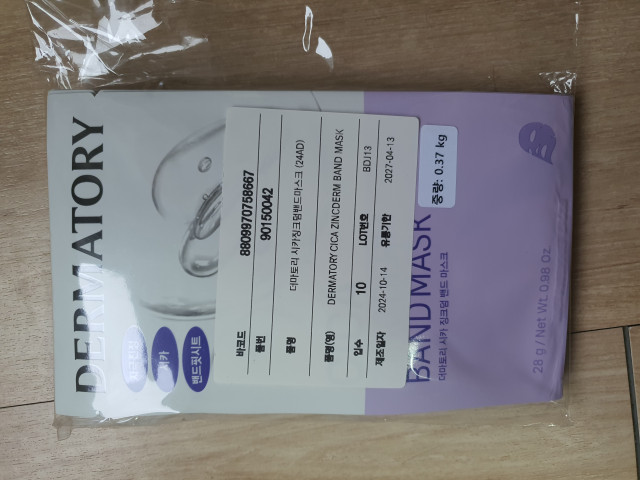 DERMATORY
시카
밴드핏시트
바코드 8809970758667
품번 90150042
품명 더마토리 시카징크덤밴드마스크 (24AD)
품명(영) DERMATORY CICA ZINCDERM BAND MASK
입수 10 LOT번호 BDJ13
제조일자 2024-10-14 유통기한 2027-04-13
중량: 0.37 kg
BAND MASK
더마토리 시카 징크덤 밴드 마스크
28 g / Net Wt. 0.98 Oz